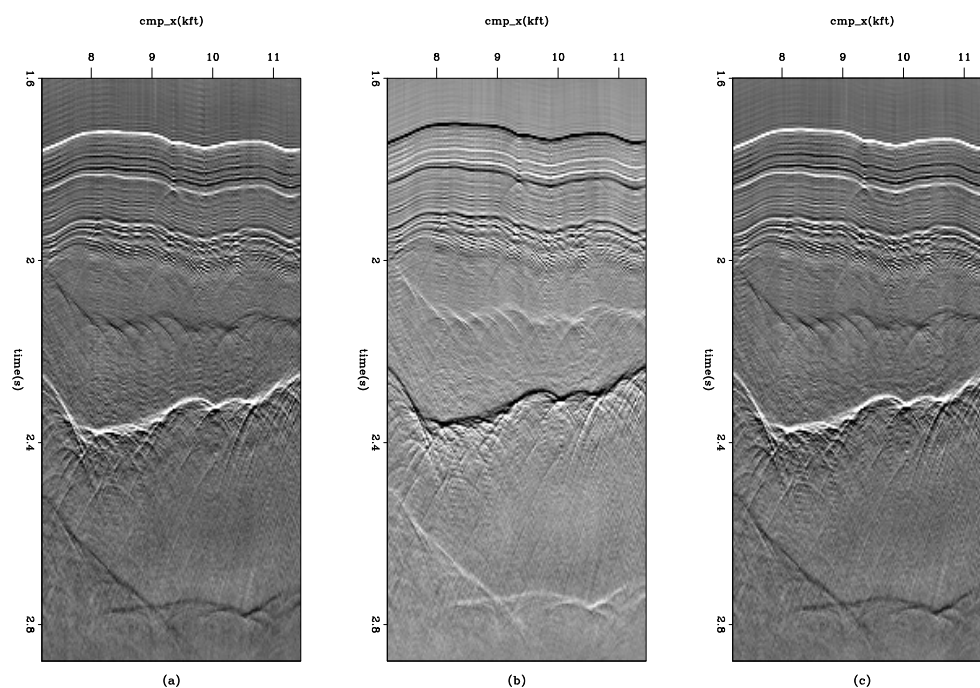 cmp_x(kft) cmp_x(kft) cmp_x(kft)
8 9 10 11 8 9 10 11 8 9 10 11
1.6 1.6 1.6
2 2 2
time(s) time(s) time(s)
2.4 2.4 2.4
2.8 2.8 2.8
(a) (b) (c)